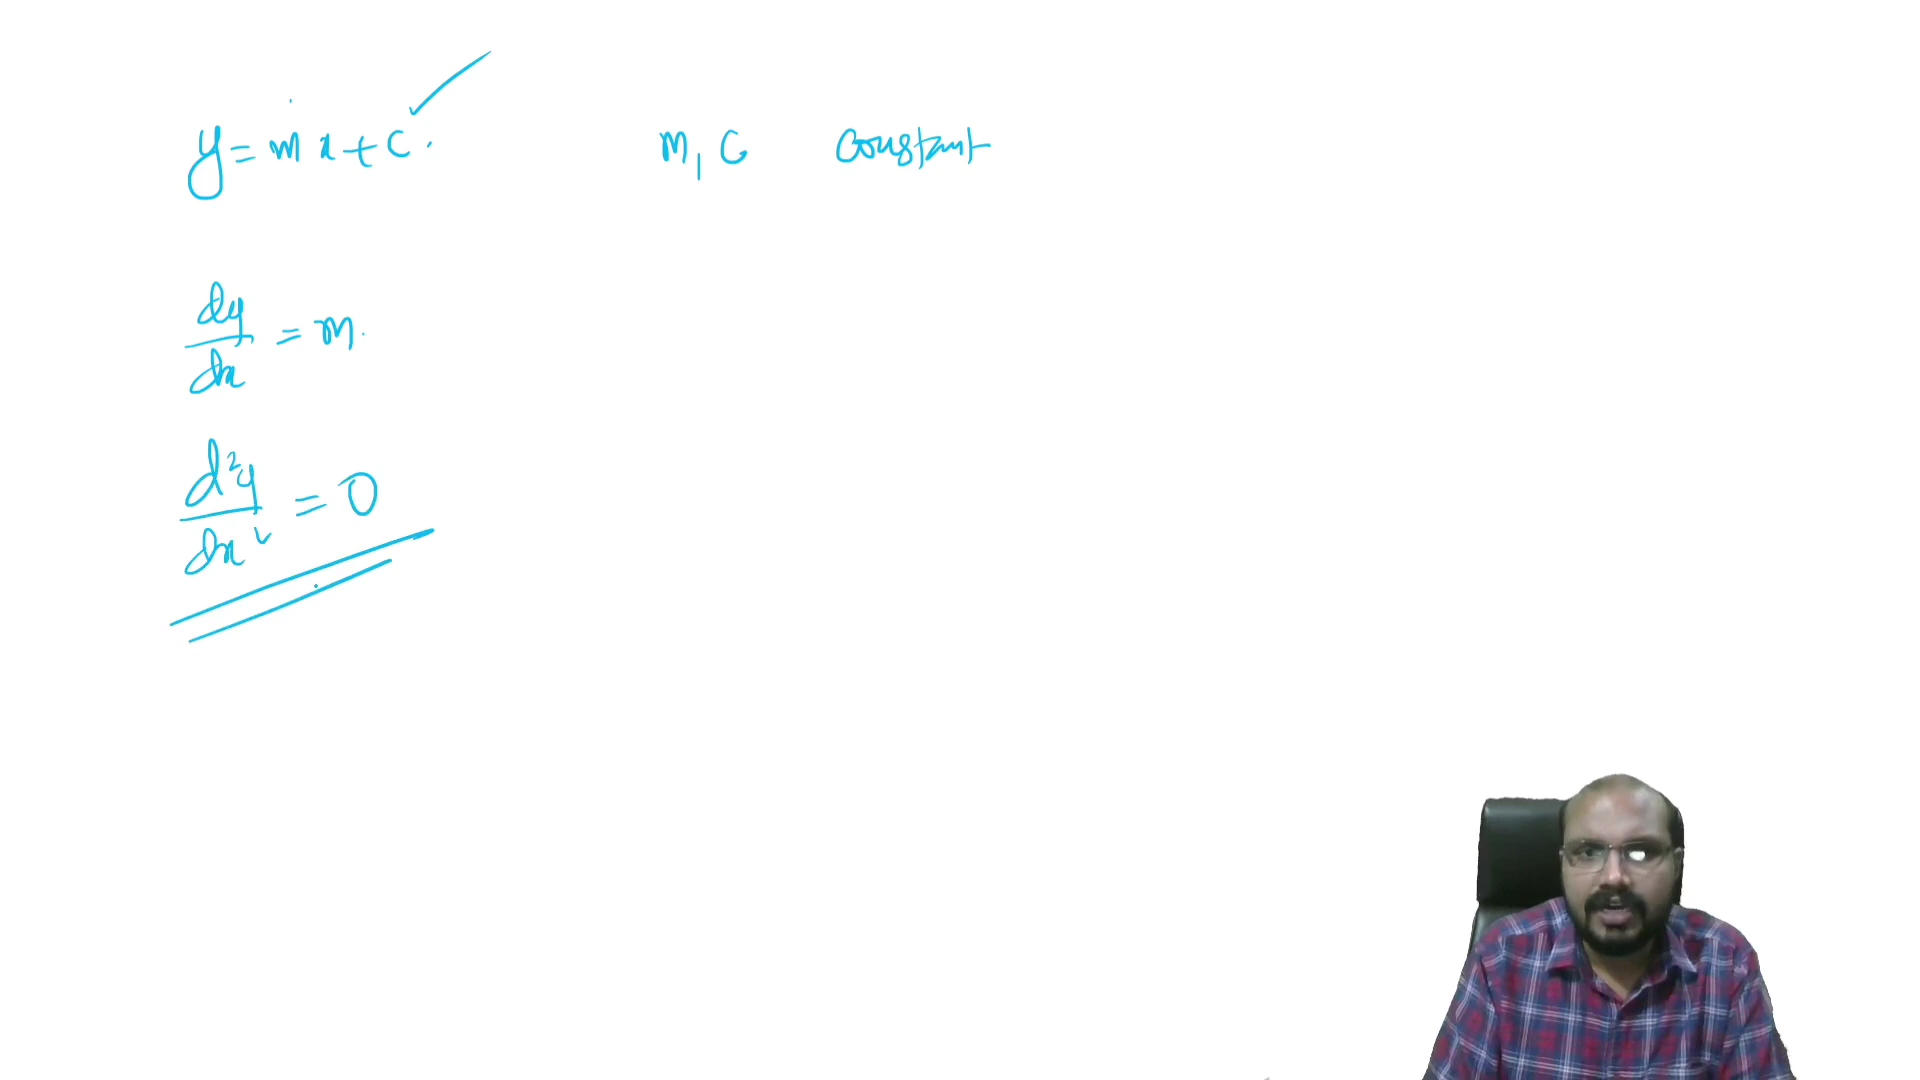 y = mx + c.
m, c constant
dy/dx = m.
d²y/dx² = 0